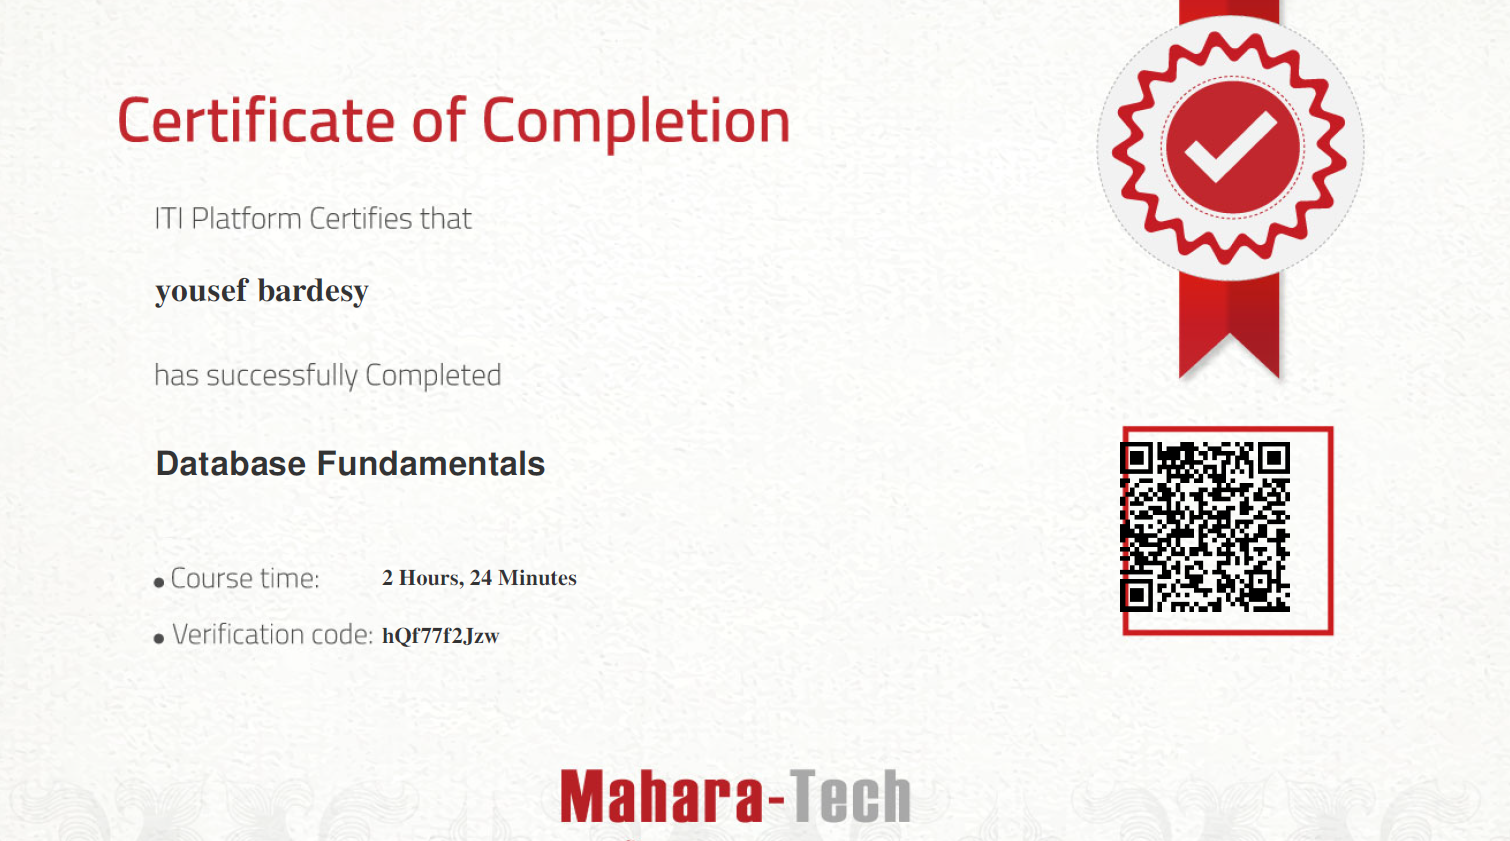 Certificate of Completion
ITI Platform Certifies that
yousef bardesy
has successfully Completed
Database Fundamentals
• Course time: 2 Hours, 24 Minutes
• Verification code: hQf77f2Jzw
Mahara-Tech